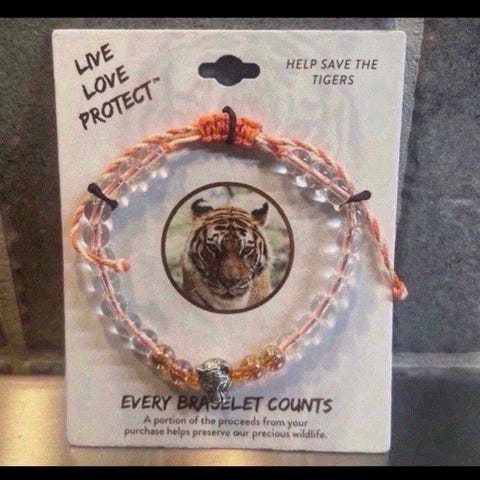 LIVE
LOVE
PROTECT™
HELP SAVE THE
TIGERS
EVERY BRACELET COUNTS
A portion of the proceeds from your
purchase helps preserve our precious wildlife.